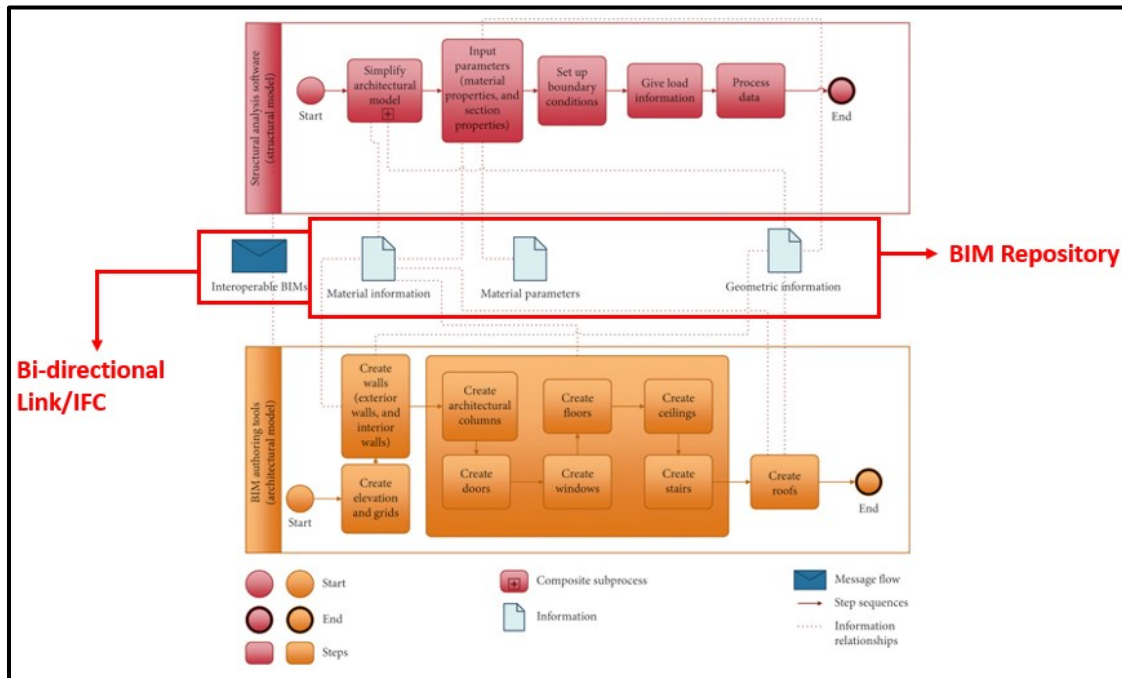 Structural analysis software
(structural model)
Start
Simplify
architectural
model
Input
parameters
(material
properties, and
section
properties)
Set up
boundary
conditions
Give load
information
Process
data
End
Interoperable BIMs
Material information
Material parameters
Geometric information
BIM Repository
Bi-directional
Link/IFC
BIM authoring tools
(architectural model)
Start
Create
walls
(exterior
walls, and
interior
walls)
Create
elevation
and grids
Create
architectural
columns
Create
doors
Create
floors
Create
windows
Create
ceilings
Create
stairs
Create
roofs
End
Start
End
Steps
Composite subprocess
Information
Message flow
Step sequences
Information
relationships